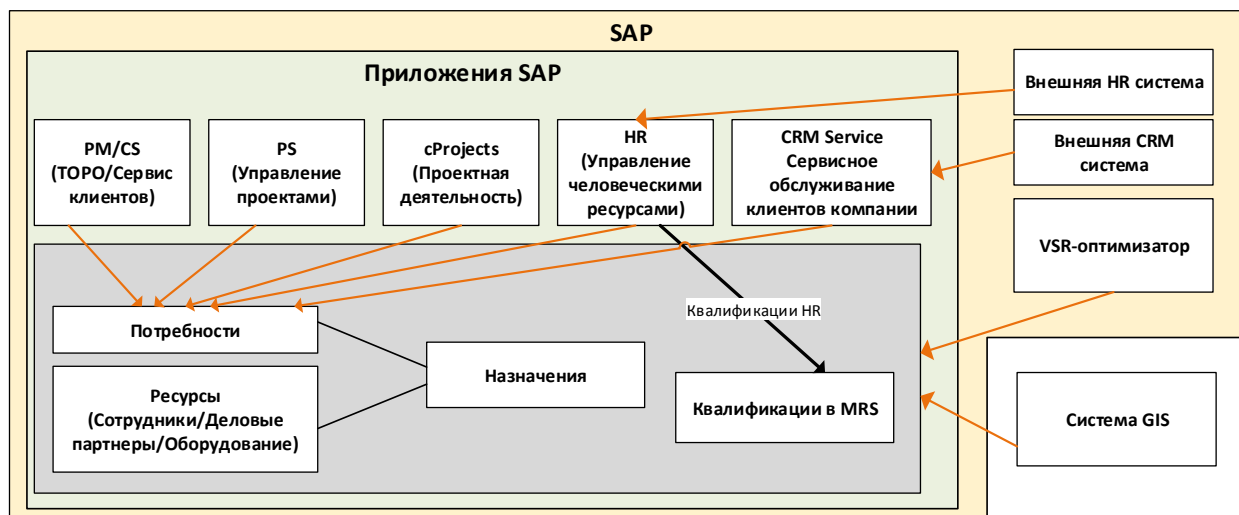 SAP
Приложения SAP
PM/CS
(ТОРО/Сервис
клиентов)
PS
(Управление
проектами)
cProjects
(Проектная
деятельность)
HR
(Управление
человеческими
ресурсами)
CRM Service
Сервисное
обслуживание
клиентов компании
Внешняя HR система
Внешняя CRM
система
VSR-оптимизатор
Потребности
Квалификации HR
Назначения
Ресурсы
(Сотрудники/Деловые
партнеры/Оборудование)
Квалификации в MRS
Система GIS